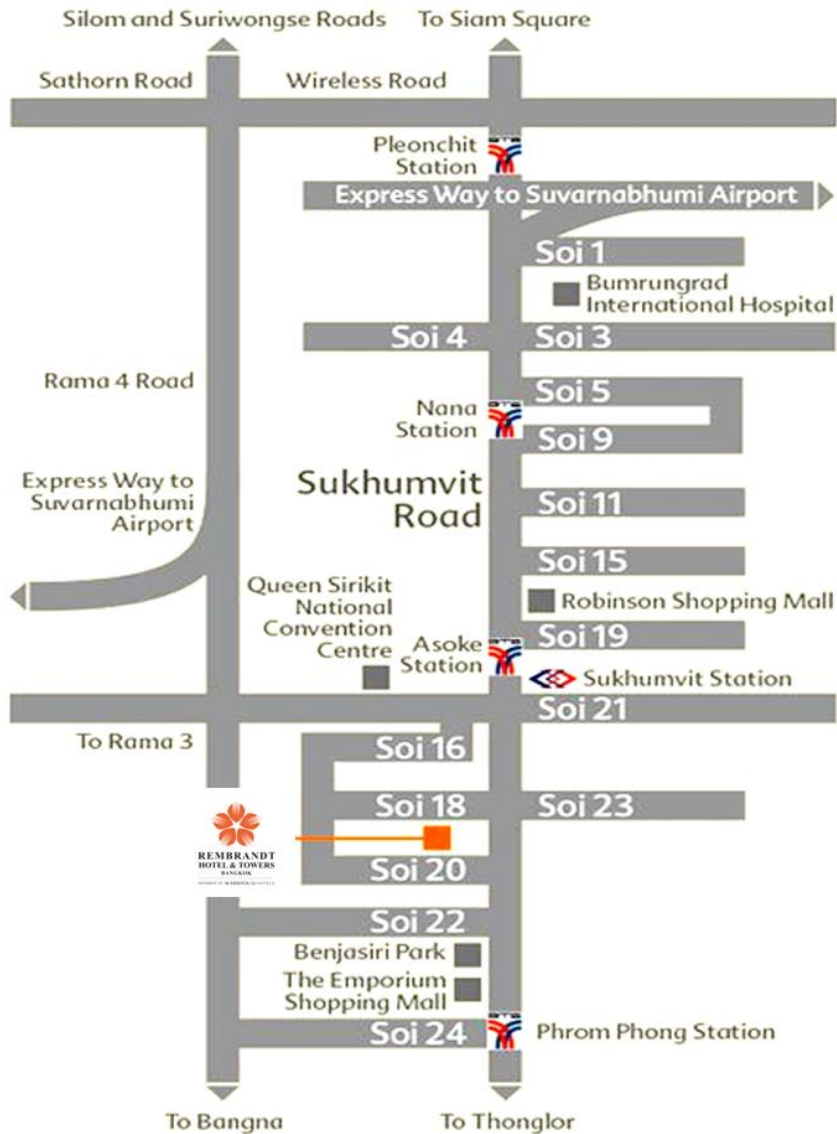 Silom and Suriwongse Roads
To Siam Square
Sathorn Road
Wireless Road
Pleonchit
Station
Express Way to Suvarnabhumi Airport
Soi 1
Bumrungrad
International Hospital
Soi 4
Soi 3
Rama 4 Road
Soi 5
Nana
Station
Soi 9
Express Way to
Suvarnabhumi
Airport
Sukhumvit
Road
Soi 11
Soi 15
Queen Sirikit
National
Convention
Centre
Robinson Shopping Mall
Asoke
Station
Soi 19
Sukhumvit Station
Soi 21
To Rama 3
Soi 16
Soi 18
Soi 23
REMBRANDT
HOTEL & TOWERS
BANGKOK
Soi 20
Soi 22
Benjasiri Park
The Emporium
Shopping Mall
Soi 24
Phrom Phong Station
To Bangna
To Thonglor